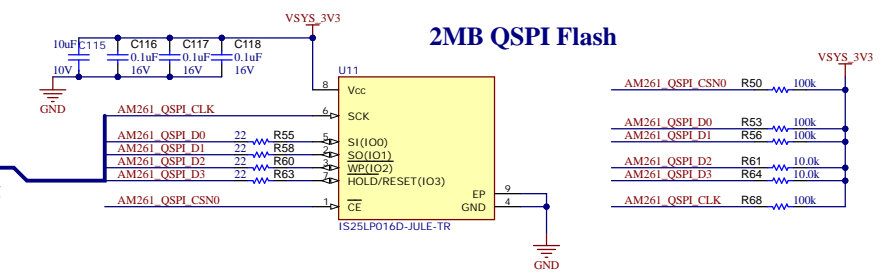 2MB QSPI Flash
VSYS_3V3
10uF C115 C116 C117 C118
0.1uF 0.1uF 0.1uF
10V 16V 16V 16V
GND
U11
8 Vcc
AM261_QSPI_CLK 6 SCK
AM261_QSPI_D0 22 R55 5 SI(IO0)
AM261_QSPI_D1 22 R58 2 SO(IO1)
AM261_QSPI_D2 22 R60 3 WP(IO2)
AM261_QSPI_D3 22 R63 7 HOLD/RESET(IO3)
EP 9
GND 4
AM261_QSPI_CSN0 1 CE
IS25LP016D-JULE-TR
GND
VSYS_3V3
AM261_QSPI_CSN0 R50 100k
AM261_QSPI_D0 R53 100k
AM261_QSPI_D1 R56 100k
AM261_QSPI_D2 R61 10.0k
AM261_QSPI_D3 R64 10.0k
AM261_QSPI_CLK R68 100k